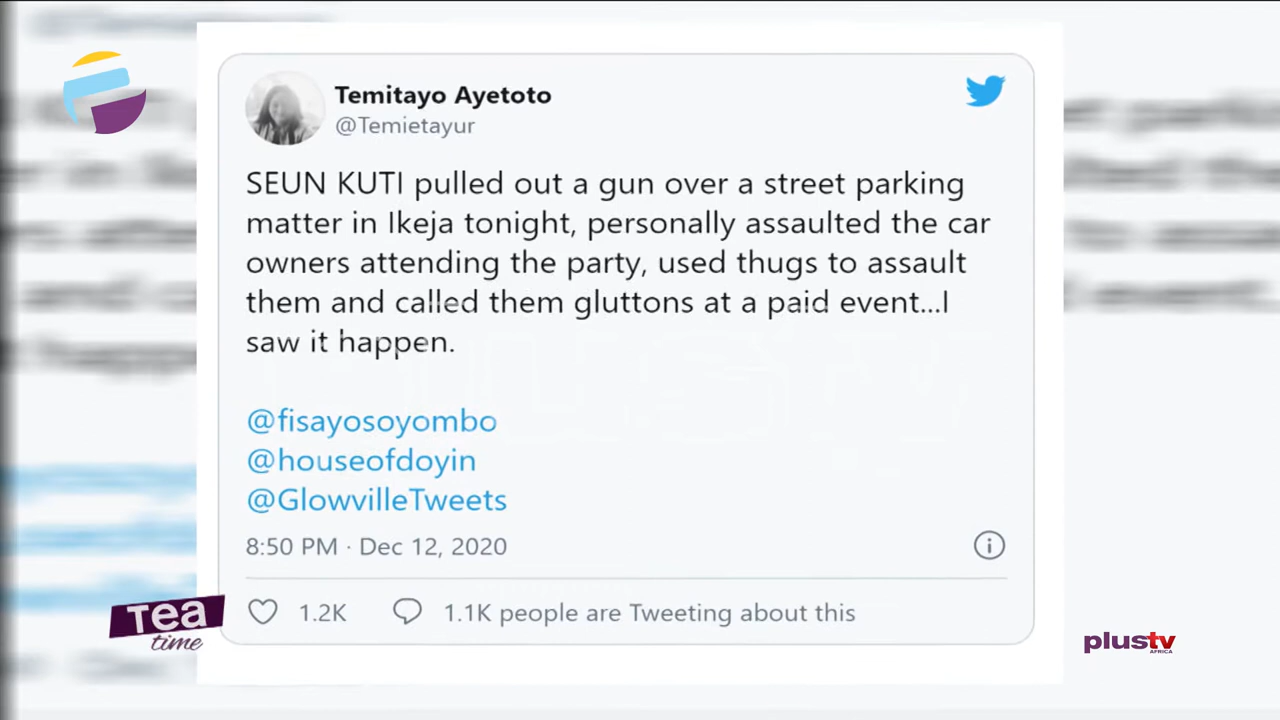 Temitayo Ayetoto
@Temietayur
SEUN KUTI pulled out a gun over a street parking
matter in Ikeja tonight, personally assaulted the car
owners attending the party, used thugs to assault
them and called them gluttons at a paid event...I
saw it happen.
@fisayosoyombo
@houseofdoyin
@GlowvilleTweets
8:50 PM · Dec 12, 2020
1.2K
1.1K people are Tweeting about this
Tea
time
plustv
AFRICA